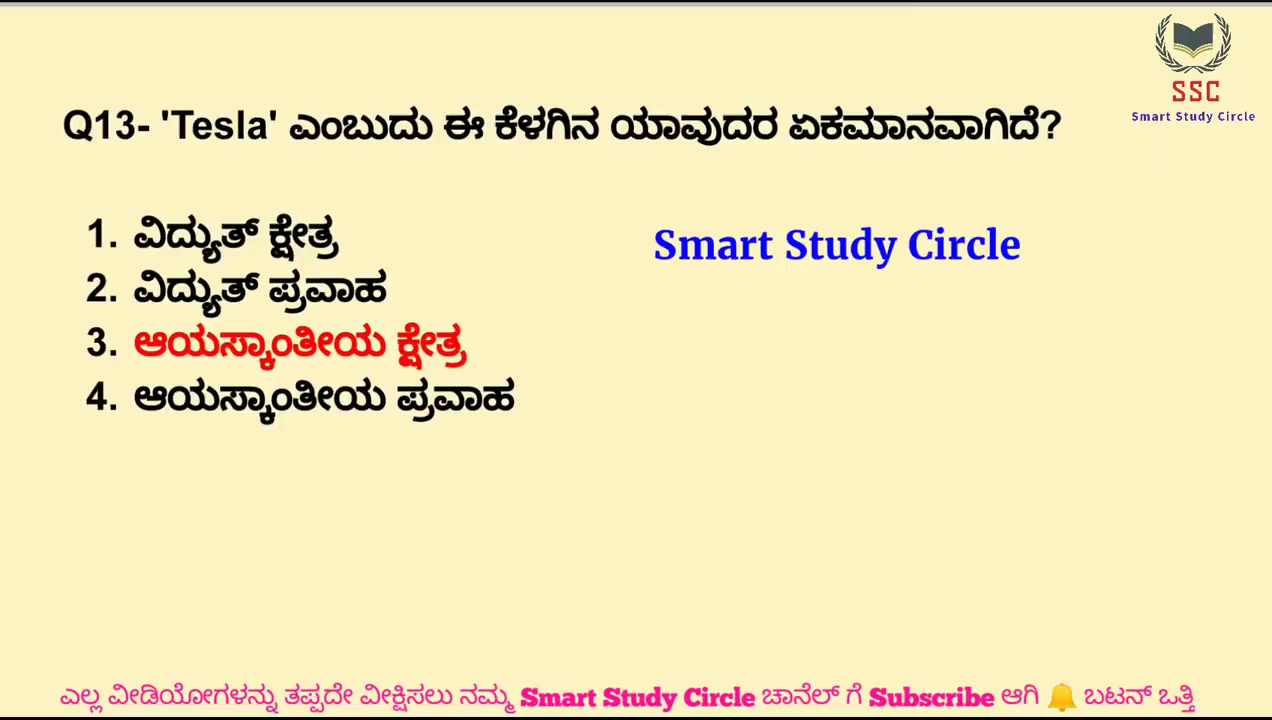 SSC
Smart Study Circle
Q13- 'Tesla' ಎಂಬುದು ಈ ಕೆಳಗಿನ ಯಾವುದರ ಏಕಮಾನವಾಗಿದೆ?
1. ವಿದ್ಯುತ್ ಕ್ಷೇತ್ರ
2. ವಿದ್ಯುತ್ ಪ್ರವಾಹ
3. ಆಯಸ್ಕಾಂತೀಯ ಕ್ಷೇತ್ರ
4. ಆಯಸ್ಕಾಂತೀಯ ಪ್ರವಾಹ
Smart Study Circle
ಎಲ್ಲ ವೀಡಿಯೋಗಳನ್ನು ತಪ್ಪದೇ ವೀಕ್ಷಿಸಲು ನಮ್ಮ Smart Study Circle ಚಾನೆಲ್ ಗೆ Subscribe ಆಗಿ 🔔 ಬಟನ್ ಒತ್ತಿ